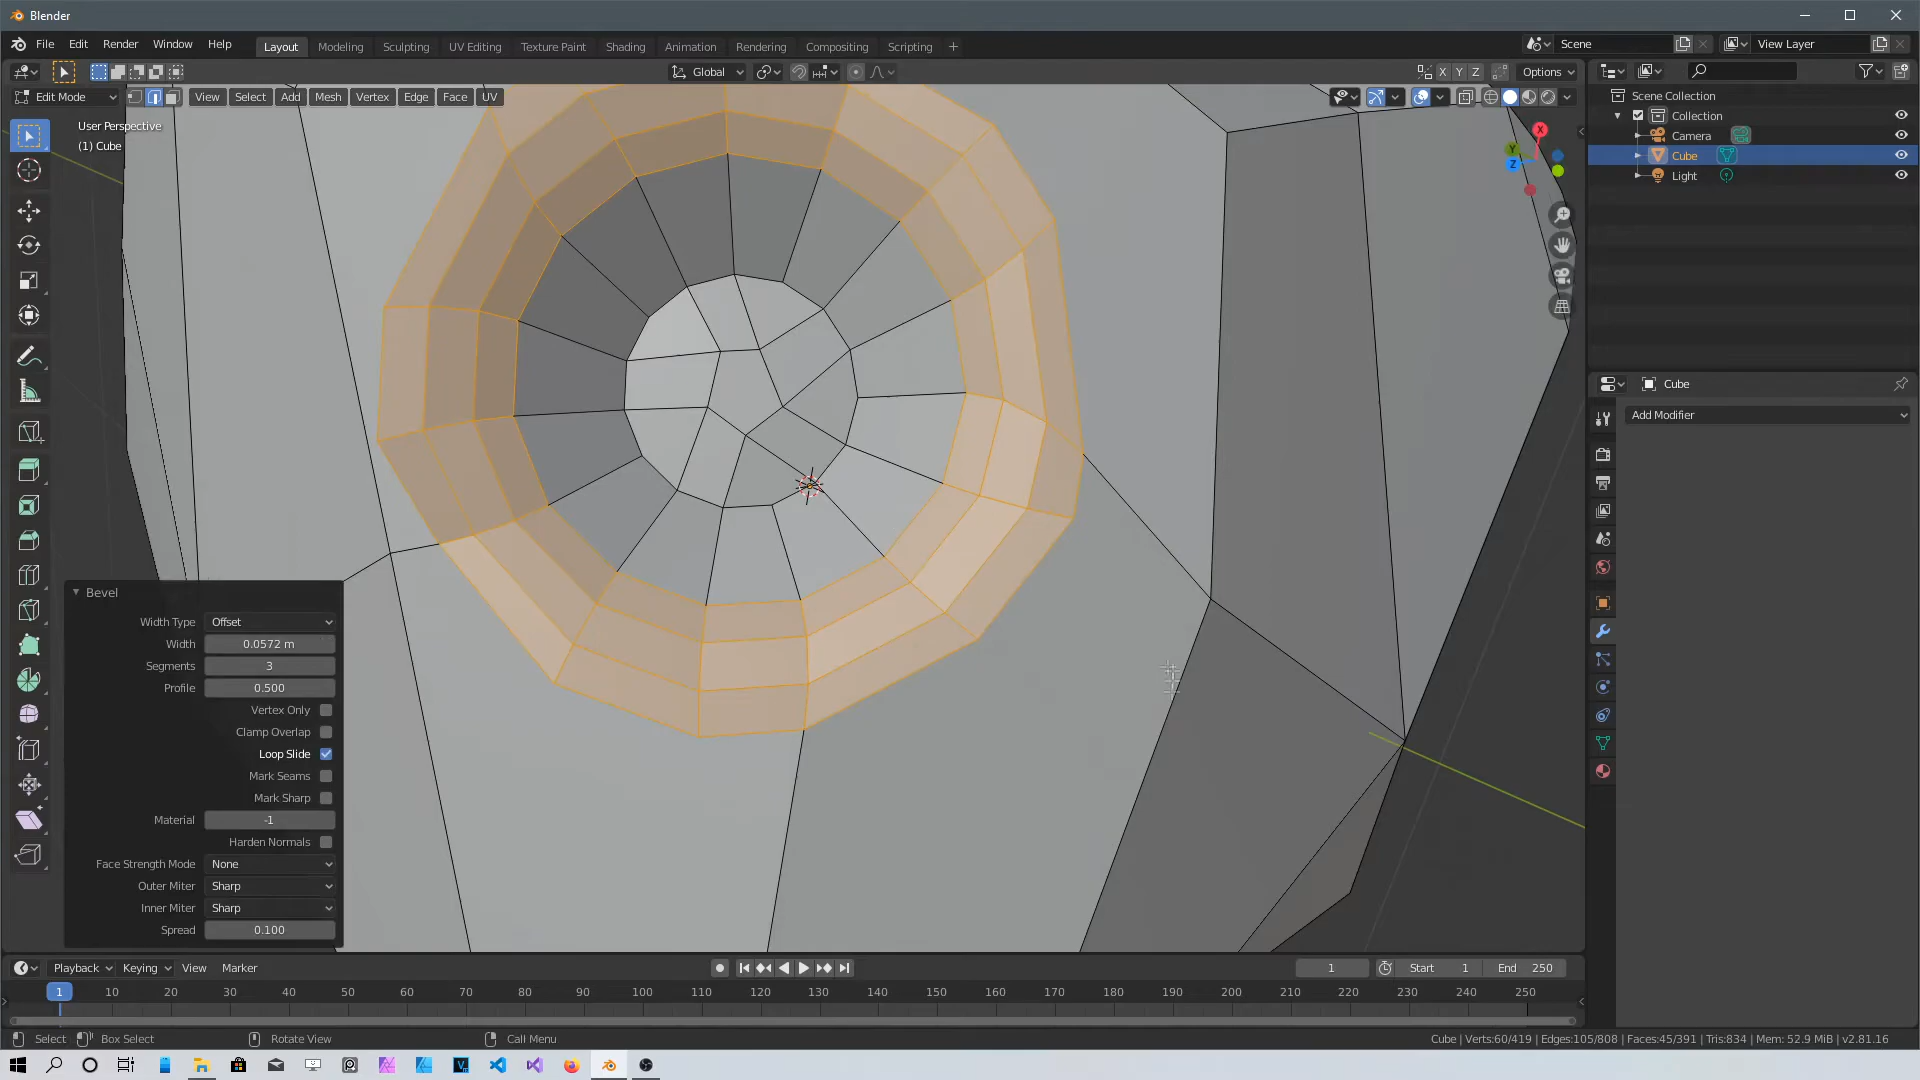 Blender
File Edit Render Window Help Layout Modeling Sculpting UV Editing Texture Paint Shading Animation Rendering Compositing Scripting + Scene View Layer
Global X Y Z Options
Edit Mode View Select Add Mesh Vertex Edge Face UV
User Perspective
(1) Cube
X
Y
Z
Scene Collection
Collection
Camera
Cube
Light
Cube
Add Modifier
Bevel
Width Type Offset
Width 0.0572 m
Segments 3
Profile 0.500
Vertex Only
Clamp Overlap
Loop Slide
Mark Seams
Mark Sharp
Material -1
Harden Normals
Face Strength Mode None
Outer Miter Sharp
Inner Miter Sharp
Spread 0.100
Playback Keying View Marker 1 Start 1 End 250
1 10 20 30 40 50 60 70 80 90 100 110 120 130 140 150 160 170 180 190 200 210 220 230 240 250
Select Box Select Rotate View Call Menu Cube | Verts:60/419 | Edges:105/808 | Faces:45/391 | Tris:834 | Mem: 52.9 MiB | v2.81.16